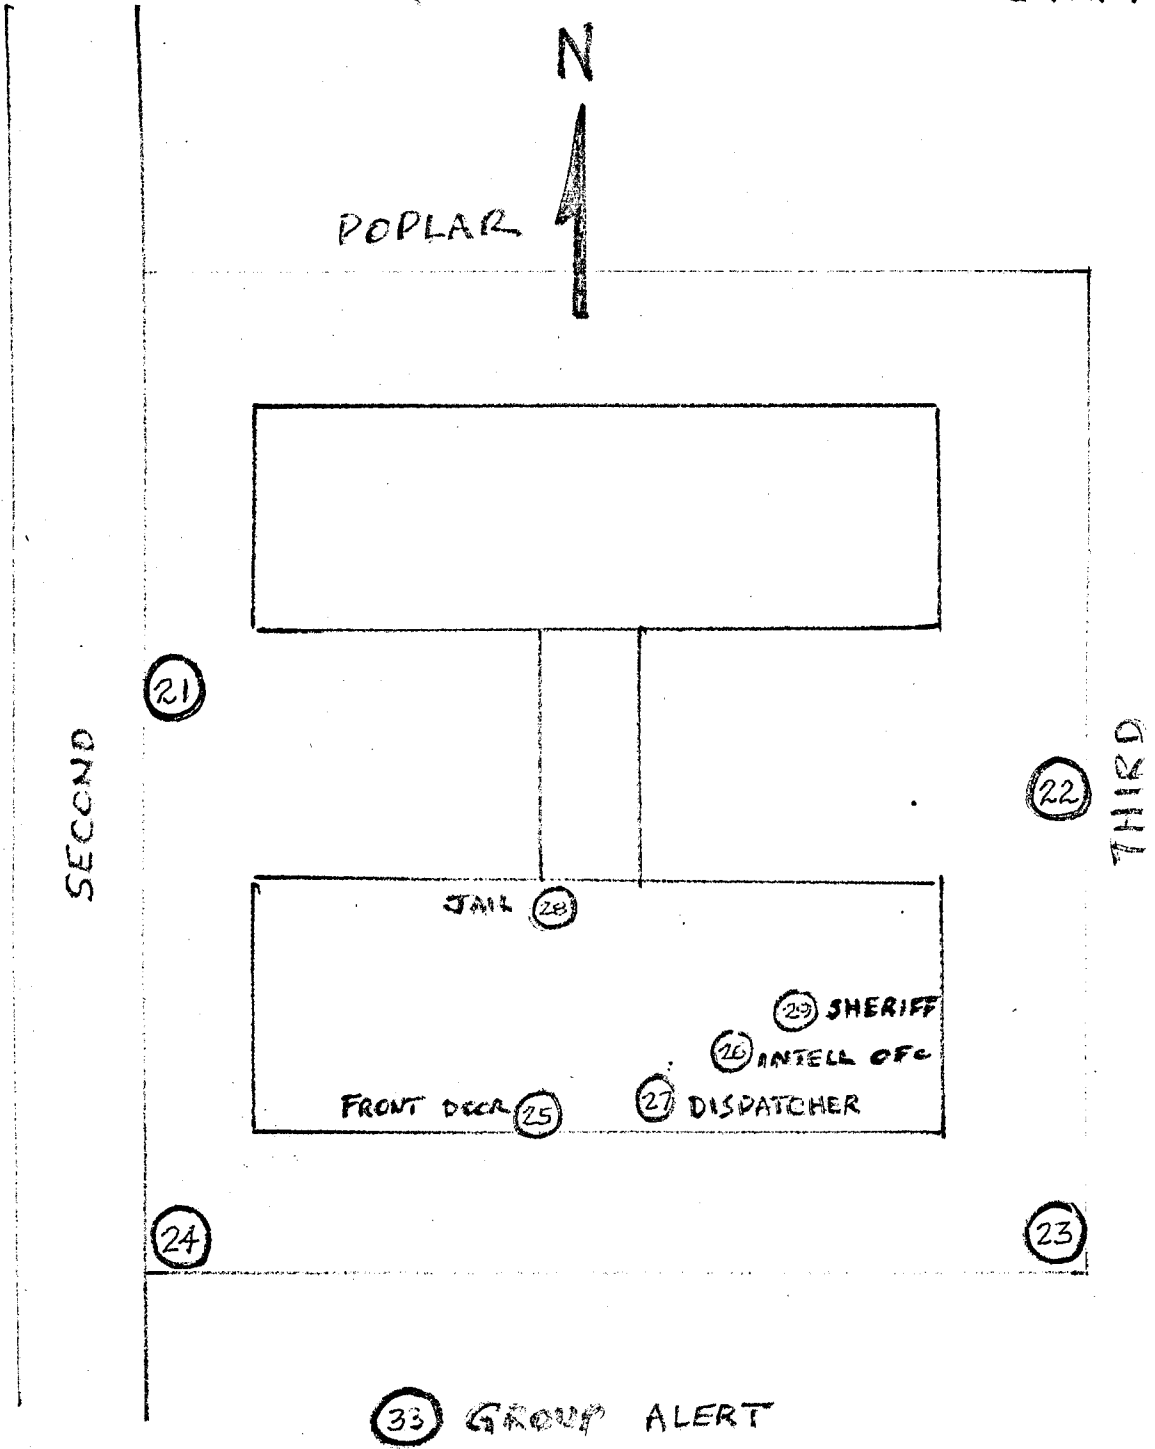 N
POPLAR
21
SECOND
22
THIRD
JAIL 28
29 SHERIFF
26 INTELL OFC
FRONT DOOR 25
27 DISPATCHER
24
23
33 GROUP ALERT